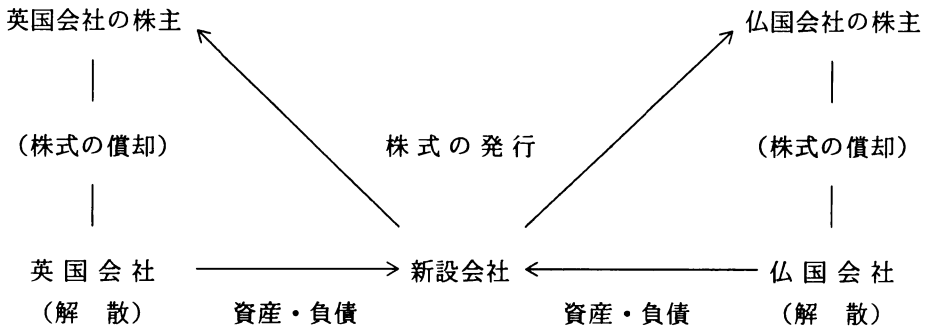 英国会社の株主 仏国会社の株主
（株式の償却） 株式の発行 （株式の償却）
英国会社 新設会社 仏国会社
（解散） 資産・負債 資産・負債 （解散）